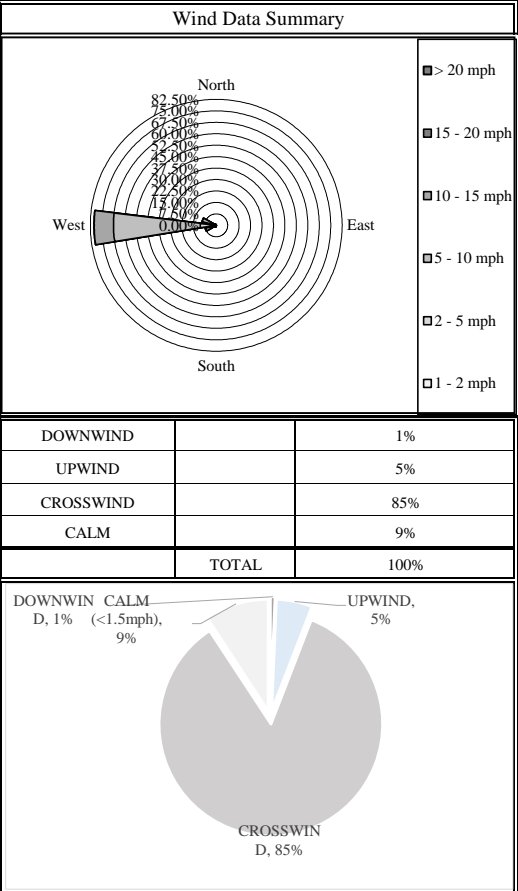 Wind Data Summary
North
82.50%
75.00%
67.50%
60.00%
52.50%
45.00%
37.50%
30.00%
22.50%
15.00%
7.50%
0.00%
West
East
South
> 20 mph
15 - 20 mph
10 - 15 mph
5 - 10 mph
2 - 5 mph
1 - 2 mph
DOWNWIND 1%
UPWIND 5%
CROSSWIND 85%
CALM 9%
TOTAL 100%
DOWNWIN
D, 1%
CALM
(<1.5mph),
9%
UPWIND,
5%
CROSSWIN
D, 85%